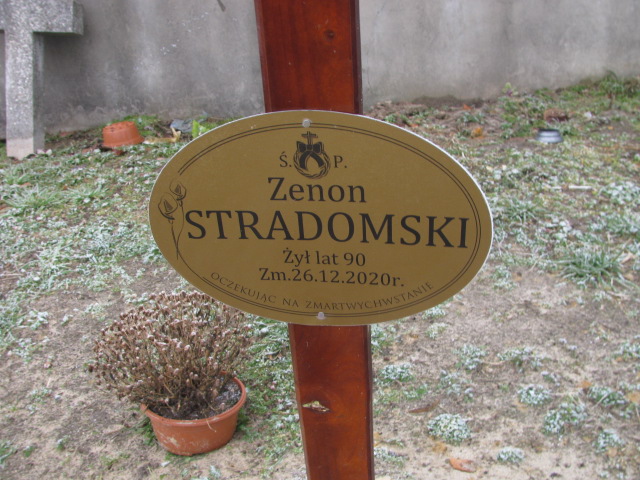 Ś. P.
Zenon
STRADOMSKI
Żył lat 90
Zm.26.12.2020r.
OCZEKUJĄC NA ZMARTWYCHWSTANIE